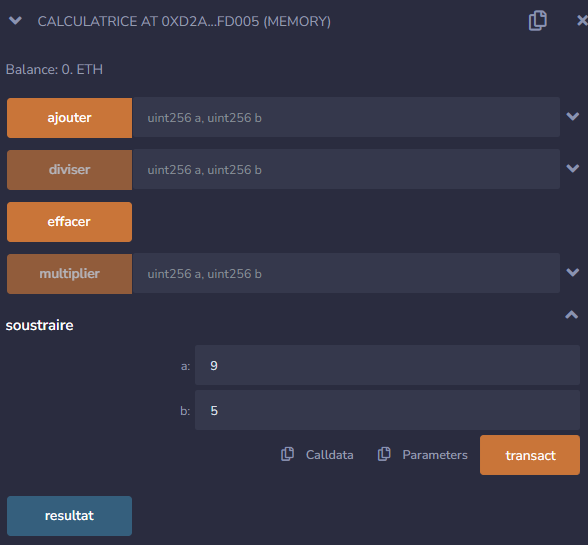 CALCULATRICE AT 0XD2A...FD005 (MEMORY)
Balance: 0. ETH
ajouter uint256 a, uint256 b
diviser uint256 a, uint256 b
effacer
multiplier uint256 a, uint256 b
soustraire
a: 9
b: 5
Calldata Parameters transact
resultat